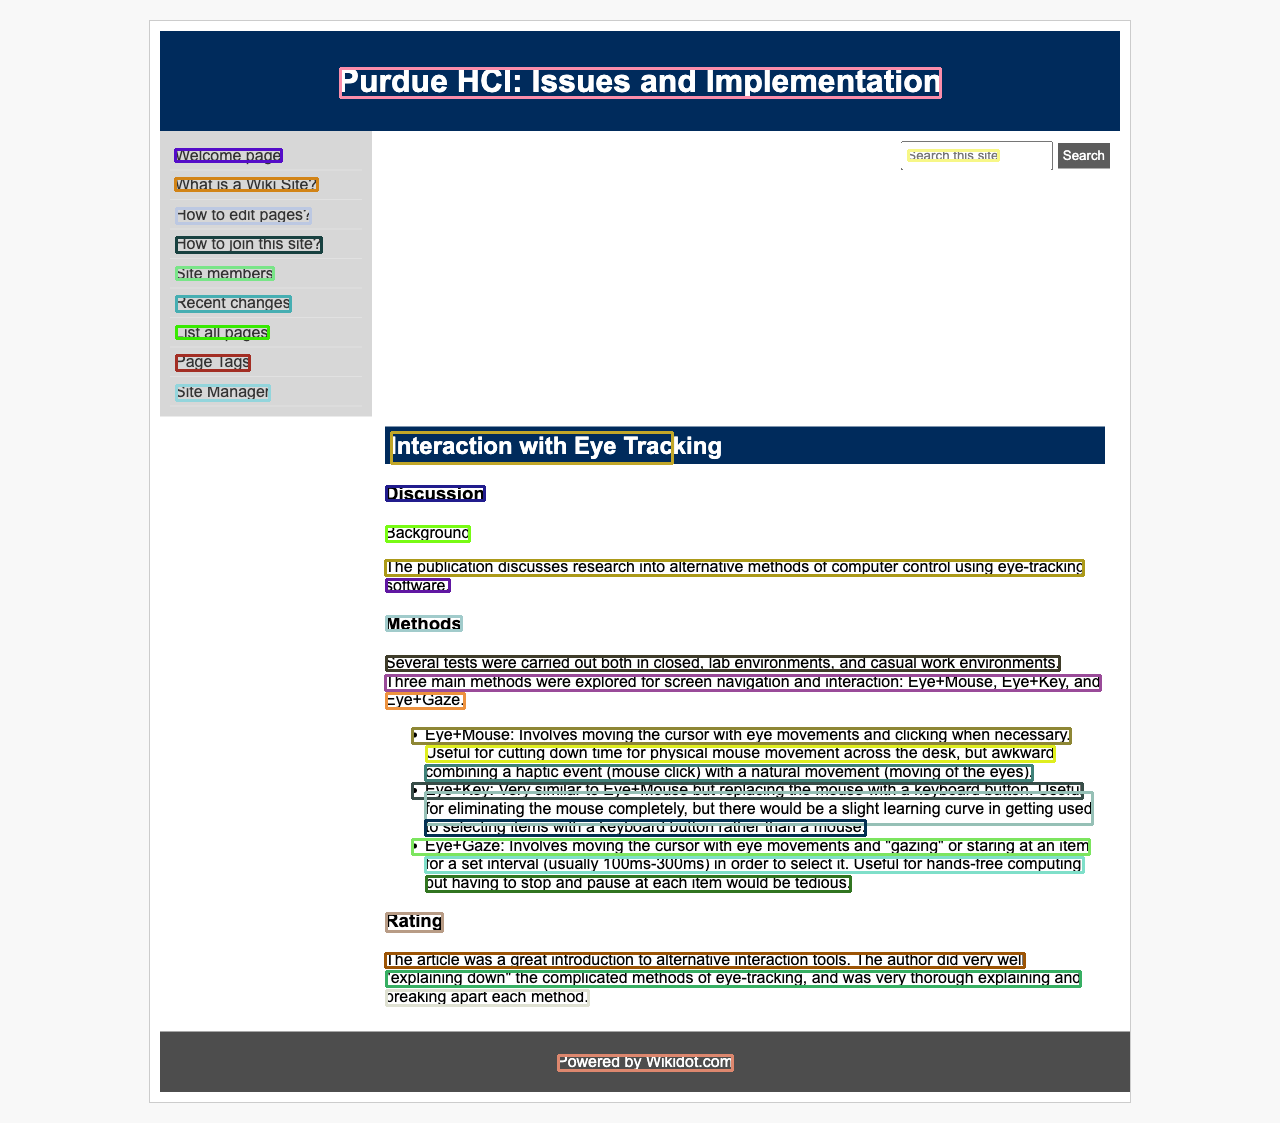 Purdue HCI: Issues and Implementation
Welcome page
What is a Wiki Site?
How to edit pages?
How to join this site?
Site members
Recent changes
List all pages
Page Tags
Site Manager
Search this site
Search
Interaction with Eye Tracking
Discussion
Background
The publication discusses research into alternative methods of computer control using eye-tracking
software.
Methods
Several tests were carried out both in closed, lab environments, and casual work environments.
Three main methods were explored for screen navigation and interaction: Eye+Mouse, Eye+Key, and
Eye+Gaze.
• Eye+Mouse: Involves moving the cursor with eye movements and clicking when necessary.
Useful for cutting down time for physical mouse movement across the desk, but awkward
combining a haptic event (mouse click) with a natural movement (moving of the eyes).
• Eye+Key: Very similar to Eye+Mouse but replacing the mouse with a keyboard button. Useful
for eliminating the mouse completely, but there would be a slight learning curve in getting used
to selecting items with a keyboard button rather than a mouse.
• Eye+Gaze: Involves moving the cursor with eye movements and "gazing" or staring at an item
for a set interval (usually 100ms-300ms) in order to select it. Useful for hands-free computing
but having to stop and pause at each item would be tedious.
Rating
The article was a great introduction to alternative interaction tools. The author did very well
"explaining down" the complicated methods of eye-tracking, and was very thorough explaining and
breaking apart each method.
Powered by Wikidot.com